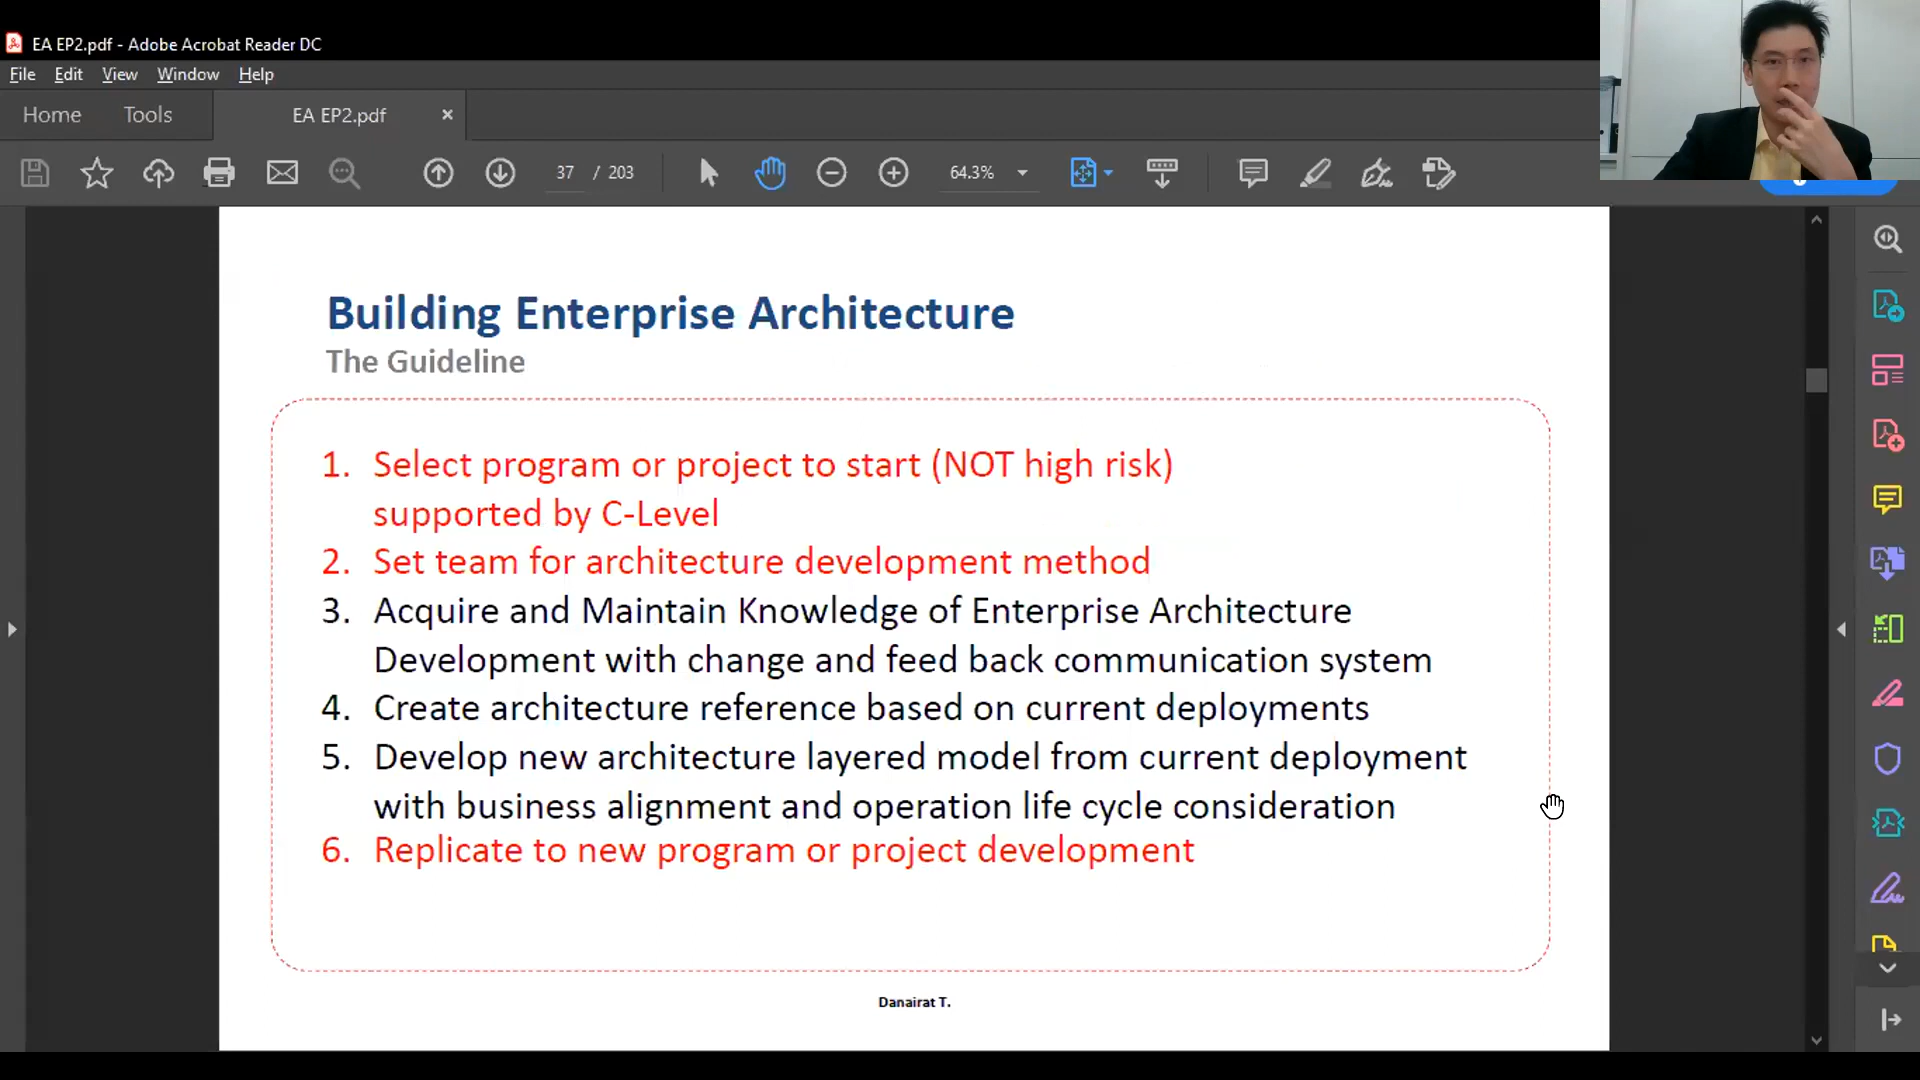 EA EP2.pdf - Adobe Acrobat Reader DC
File Edit View Window Help
Home Tools EA EP2.pdf ×
37 / 203 64.3%
Building Enterprise Architecture
The Guideline
1. Select program or project to start (NOT high risk)
supported by C-Level
2. Set team for architecture development method
3. Acquire and Maintain Knowledge of Enterprise Architecture
Development with change and feed back communication system
4. Create architecture reference based on current deployments
5. Develop new architecture layered model from current deployment
with business alignment and operation life cycle consideration
6. Replicate to new program or project development
Danairat T.